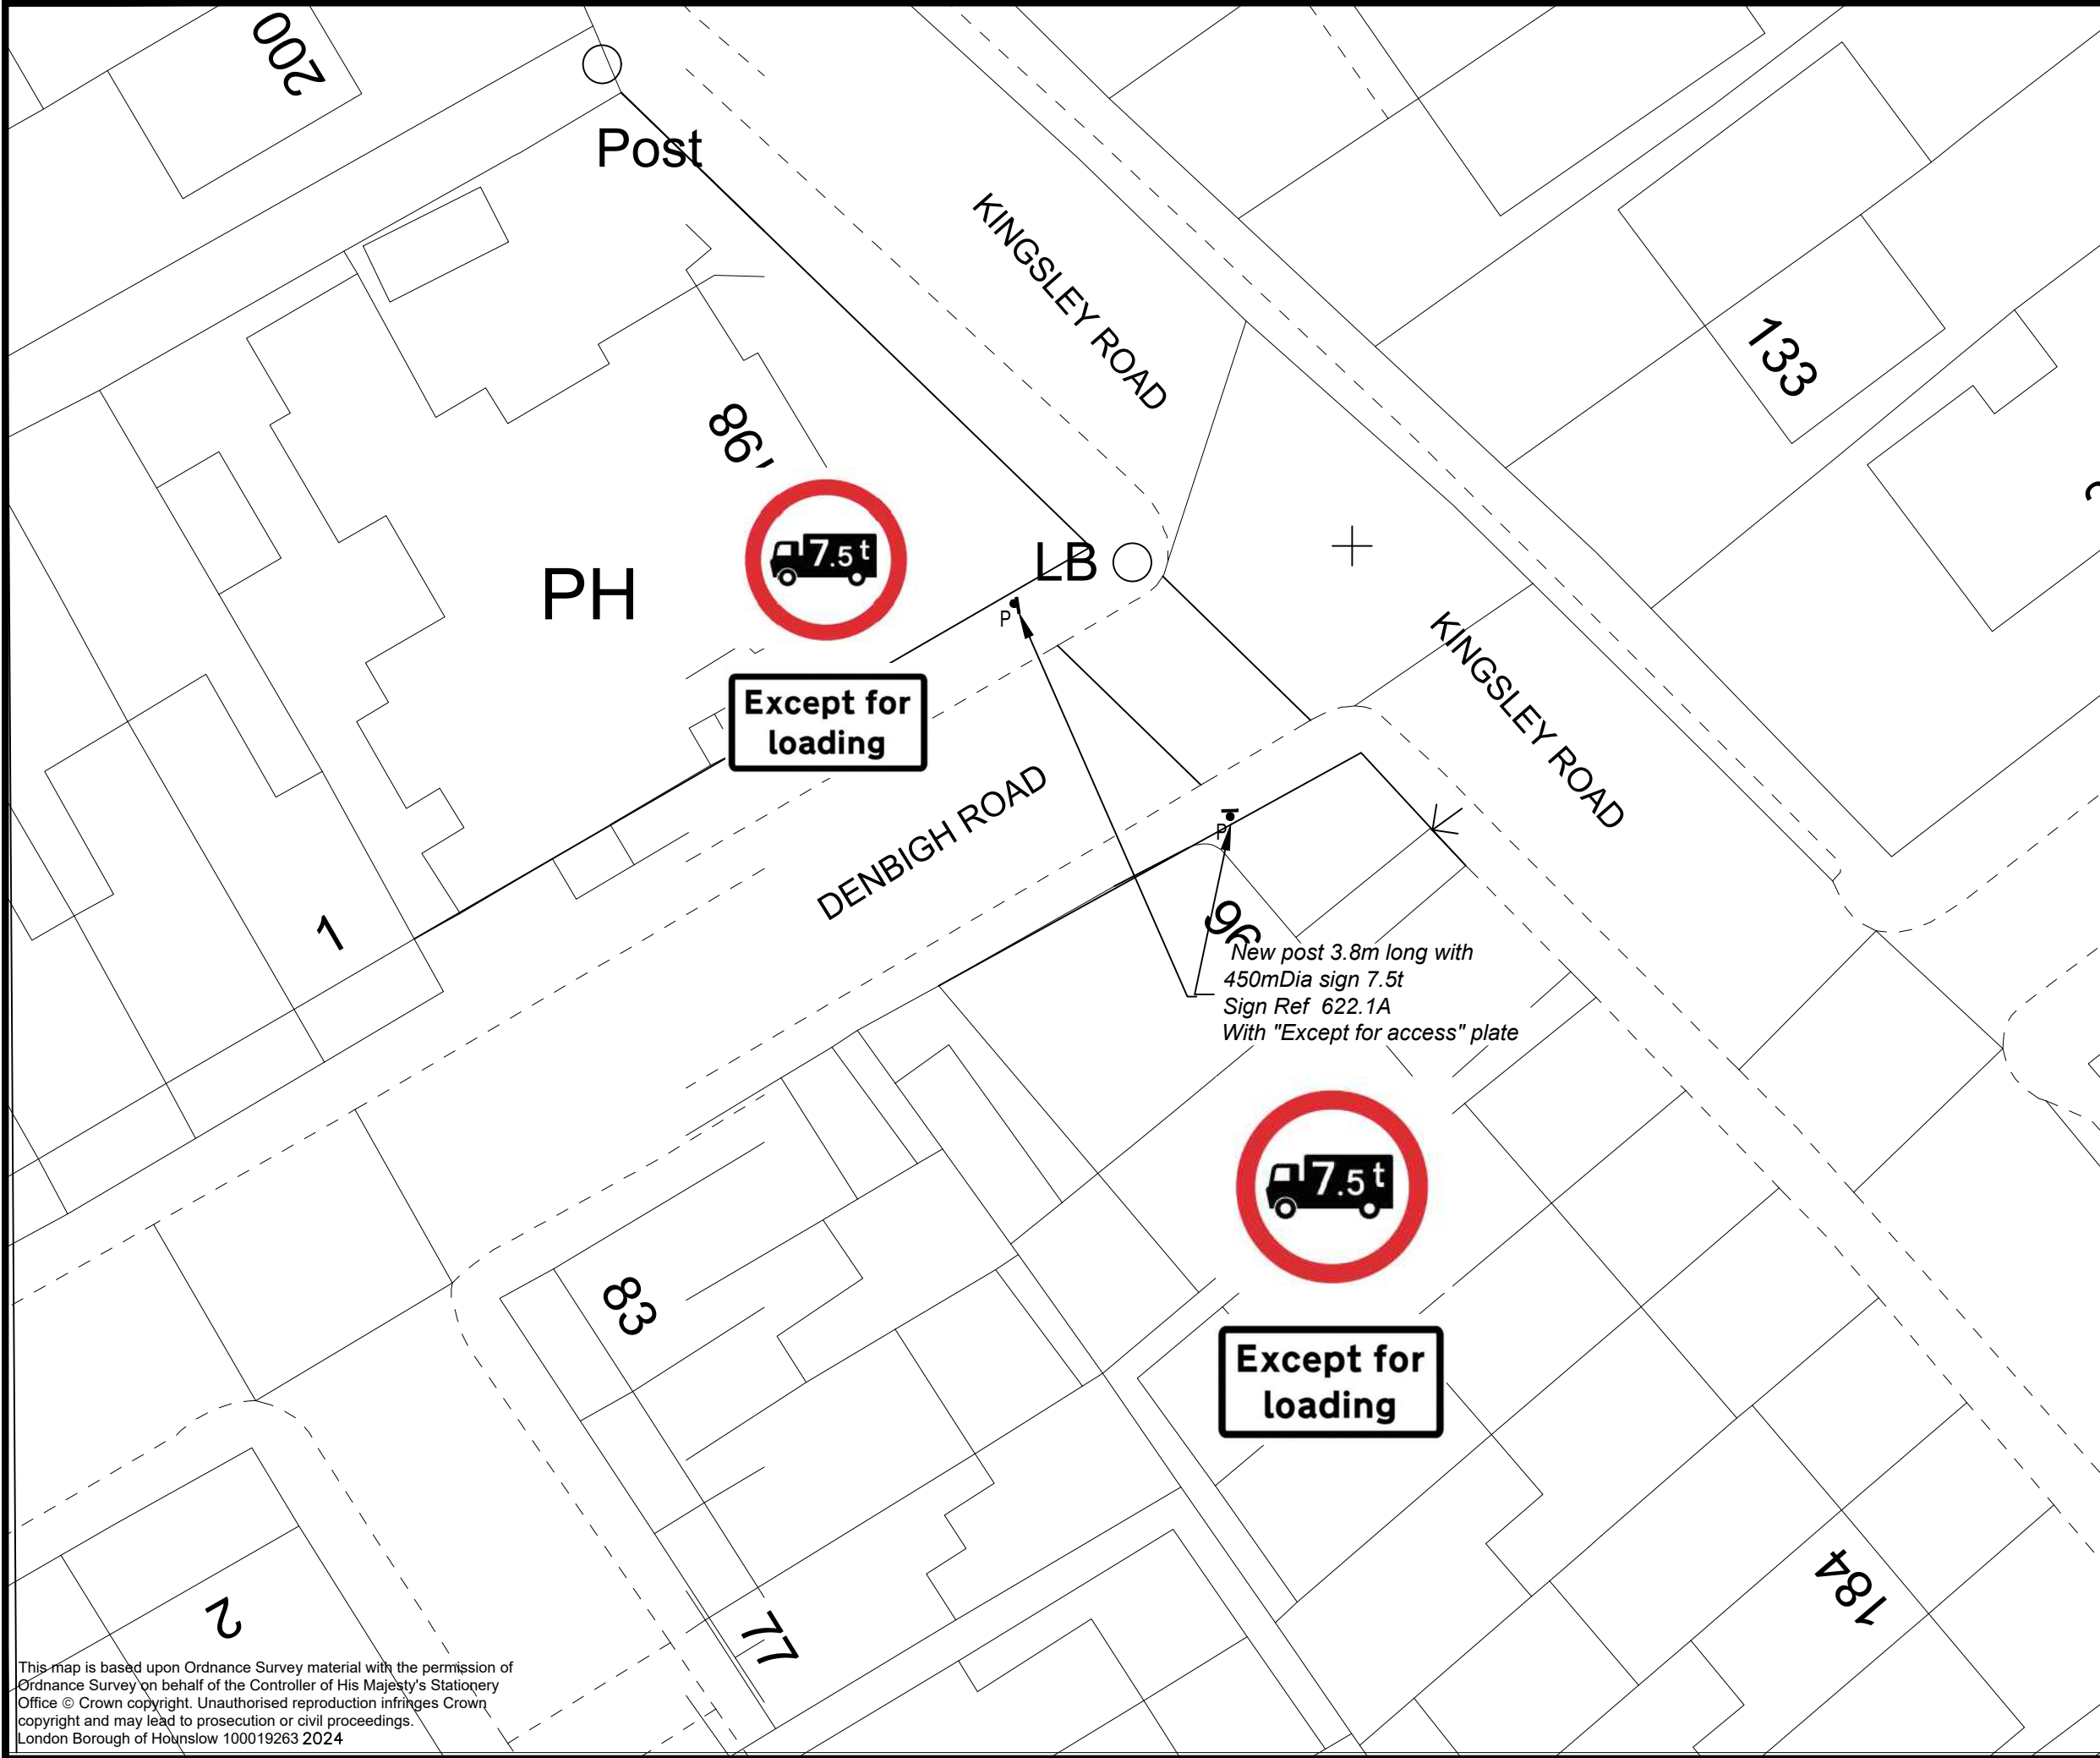 200
Post
KINGSLEY ROAD
133
198
7.5t
PH
LB
P
Except for
loading
KINGSLEY ROAD
DENBIGH ROAD
P
1
96
New post 3.8m long with
450mDia sign 7.5t
Sign Ref 622.1A
With "Except for access" plate
7.5t
83
Except for
loading
184
2
77
This map is based upon Ordnance Survey material with the permission of
Ordnance Survey on behalf of the Controller of His Majesty's Stationery
Office © Crown copyright. Unauthorised reproduction infringes Crown
copyright and may lead to prosecution or civil proceedings.
London Borough of Hounslow 100019263 2024